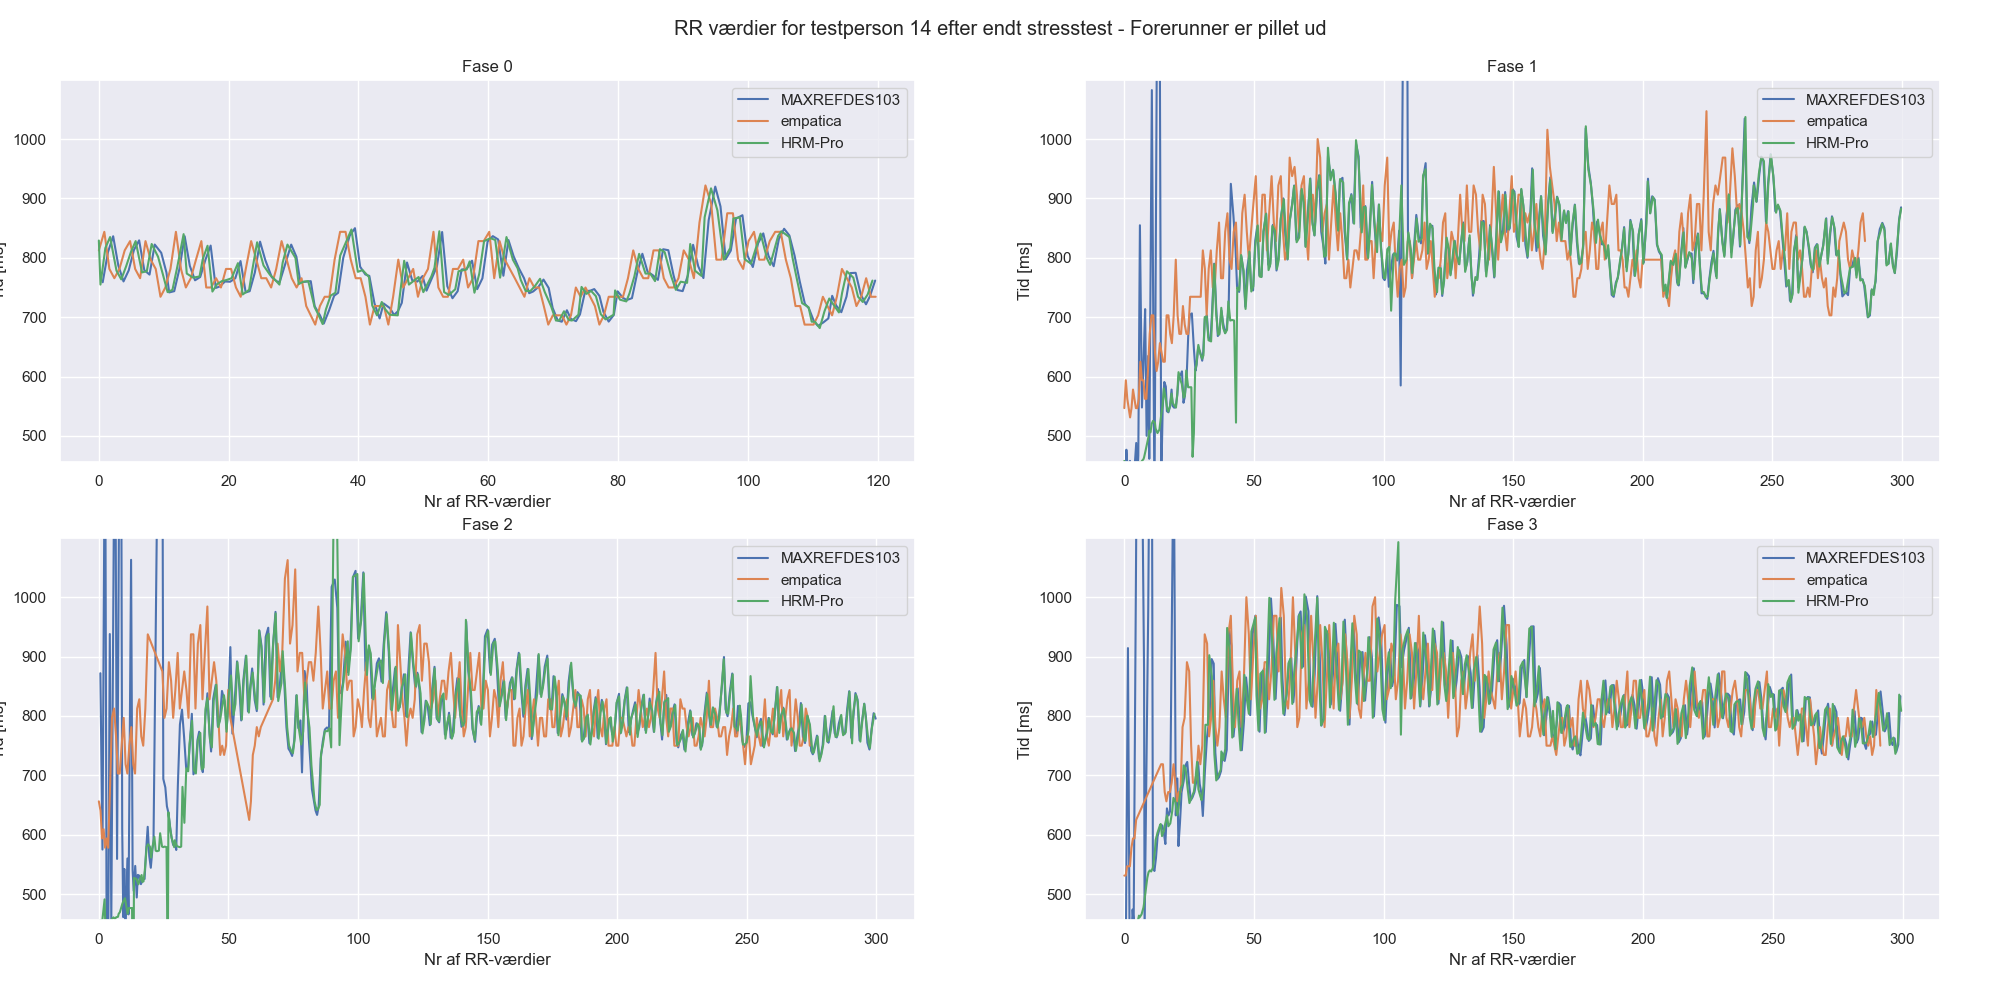 RR værdier for testperson 14 efter endt stresstest - Forerunner er pillet ud
Fase 0
1000
900
800
700
600
500
0 20 40 60 80 100 120
Nr af RR-værdier
MAXREFDES103
empatica
HRM-Pro
Fase 1
Tid [ms]
1000
900
800
700
600
500
0 50 100 150 200 250 300
Nr af RR-værdier
MAXREFDES103
empatica
HRM-Pro
Fase 2
1000
900
800
700
600
500
0 50 100 150 200 250 300
Nr af RR-værdier
MAXREFDES103
empatica
HRM-Pro
Fase 3
Tid [ms]
1000
900
800
700
600
500
0 50 100 150 200 250 300
Nr af RR-værdier
MAXREFDES103
empatica
HRM-Pro